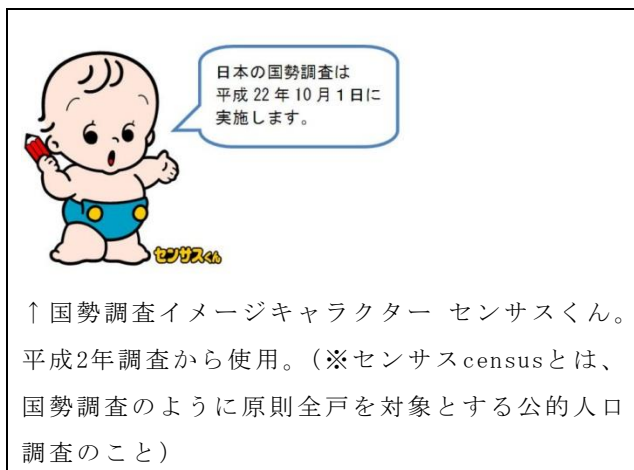 日本の国勢調査は
平成 22 年 10 月 1 日に
実施します。
センサスくん
↑国勢調査イメージキャラクター センサスくん。
平成2年調査から使用。(※センサスcensusとは、
国勢調査のように原則全戸を対象とする公的人口
調査のこと)